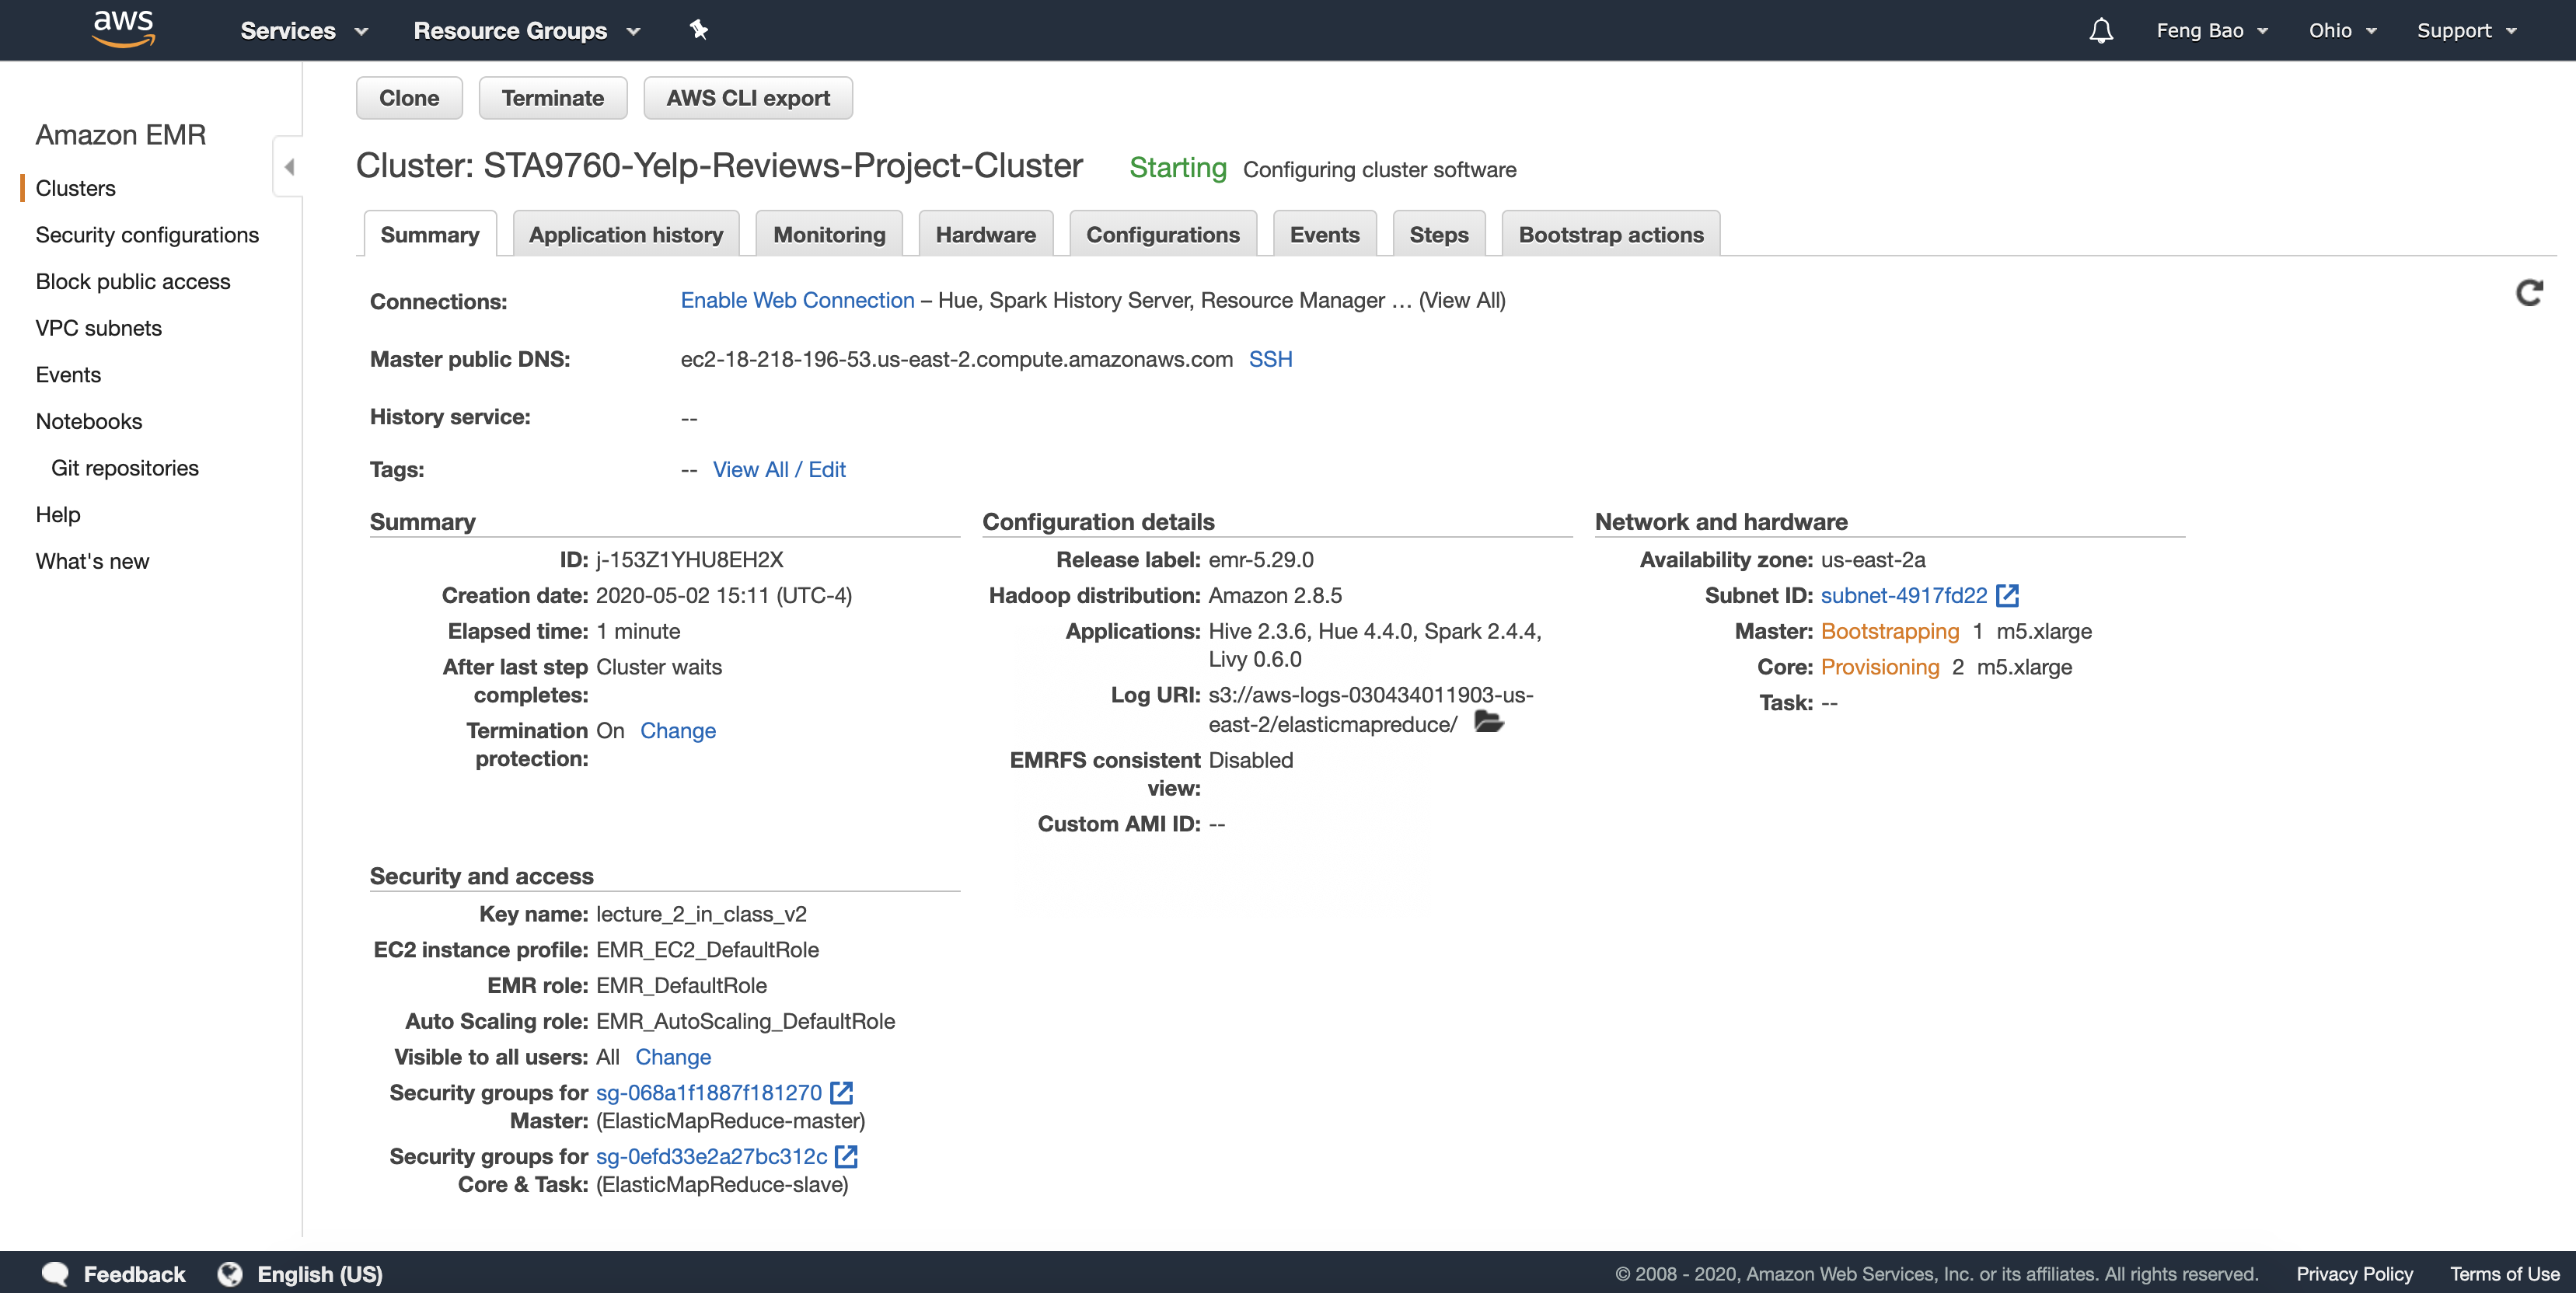 aws Services Resource Groups Feng Bao Ohio Support
Clone Terminate AWS CLI export
Amazon EMR
Clusters
Security configurations
Block public access
VPC subnets
Events
Notebooks
Git repositories
Help
What's new
Cluster: STA9760-Yelp-Reviews-Project-Cluster Starting Configuring cluster software
Summary Application history Monitoring Hardware Configurations Events Steps Bootstrap actions
Connections: Enable Web Connection – Hue, Spark History Server, Resource Manager … (View All)
Master public DNS: ec2-18-218-196-53.us-east-2.compute.amazonaws.com SSH
History service: --
Tags: -- View All / Edit
Summary
ID: j-153Z1YHU8EH2X
Creation date: 2020-05-02 15:11 (UTC-4)
Elapsed time: 1 minute
After last step Cluster waits
completes:
Termination On Change
protection:
Configuration details
Release label: emr-5.29.0
Hadoop distribution: Amazon 2.8.5
Applications: Hive 2.3.6, Hue 4.4.0, Spark 2.4.4,
Livy 0.6.0
Log URI: s3://aws-logs-030434011903-us-
east-2/elasticmapreduce/
EMRFS consistent Disabled
view:
Custom AMI ID: --
Network and hardware
Availability zone: us-east-2a
Subnet ID: subnet-4917fd22
Master: Bootstrapping 1 m5.xlarge
Core: Provisioning 2 m5.xlarge
Task: --
Security and access
Key name: lecture_2_in_class_v2
EC2 instance profile: EMR_EC2_DefaultRole
EMR role: EMR_DefaultRole
Auto Scaling role: EMR_AutoScaling_DefaultRole
Visible to all users: All Change
Security groups for sg-068a1f1887f181270
Master: (ElasticMapReduce-master)
Security groups for sg-0efd33e2a27bc312c
Core & Task: (ElasticMapReduce-slave)
Feedback English (US) © 2008 - 2020, Amazon Web Services, Inc. or its affiliates. All rights reserved. Privacy Policy Terms of Use